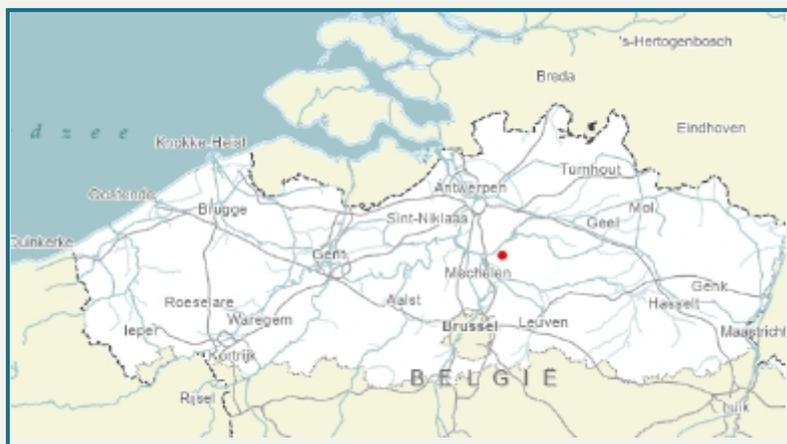 's-Hertogenbosch
Breda
d z e e
Eindhoven
Knokke-Heist
Turnhout
Antwerpen
Oostende
Mol
Brugge
Sint-Niklaas
Geel
Duinkerke
Gent
Mechelen
Genk
Roeselare
Aalst
Hasselt
Waregem
Brussel
Leuven
Ieper
Maastricht
Kortrijk
BELGIË
Rijsel
Luik